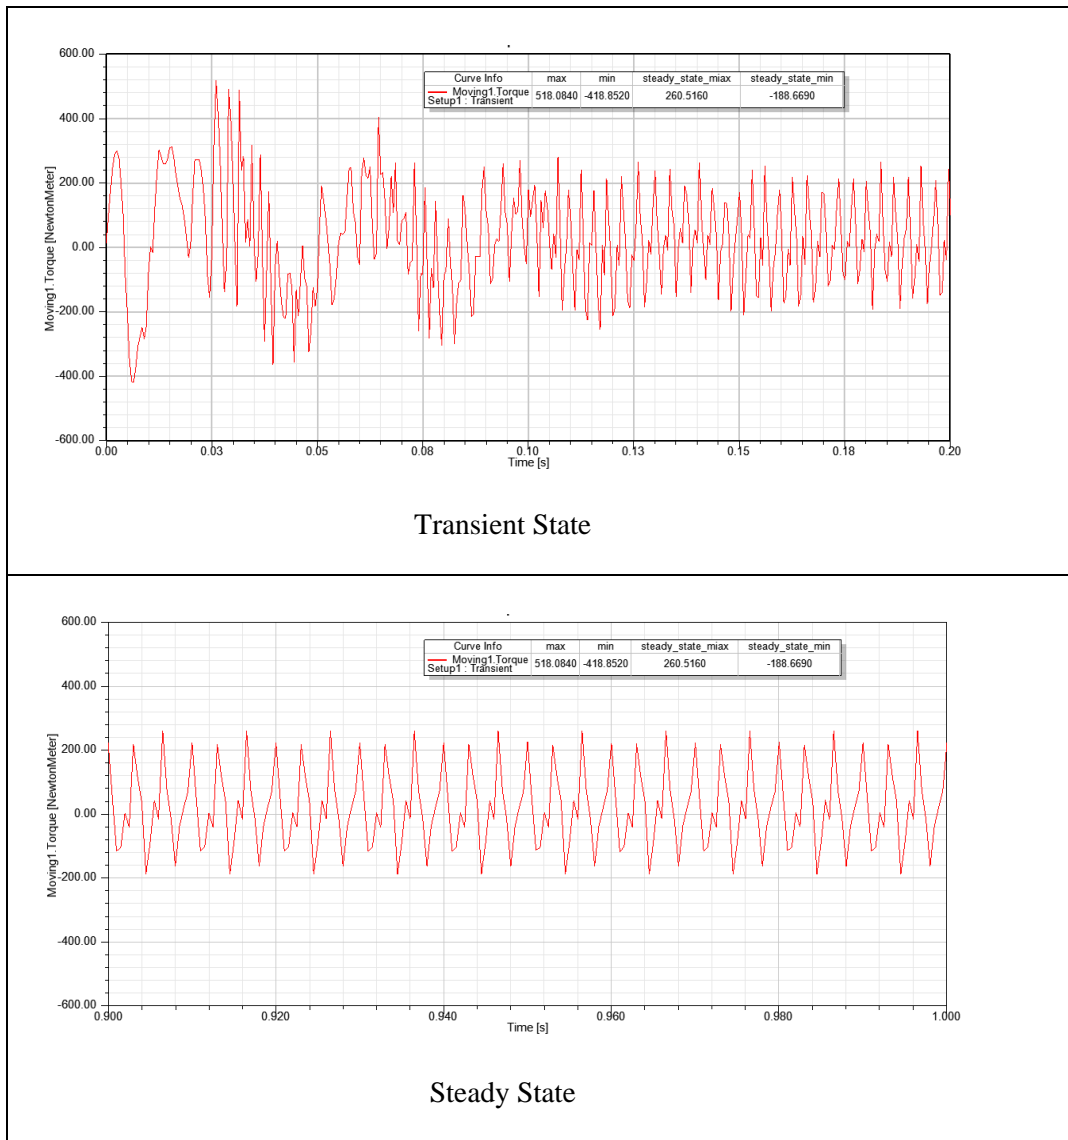 600.00
Curve Info max min steady_state_miax steady_state_min
Moving1.Torque
Setup1 : Transient 518.0840 -418.8520 260.5160 -188.6690
400.00
200.00
0.00
-200.00
-400.00
-600.00
Moving1.Torque [NewtonMeter]
0.00 0.03 0.05 0.08 0.10 0.13 0.15 0.18 0.20
Time [s]
Transient State
600.00
Curve Info max min steady_state_miax steady_state_min
Moving1.Torque
Setup1 : Transient 518.0840 -418.8520 260.5160 -188.6690
400.00
200.00
0.00
-200.00
-400.00
-600.00
Moving1.Torque [NewtonMeter]
0.900 0.920 0.940 0.960 0.980 1.000
Time [s]
Steady State